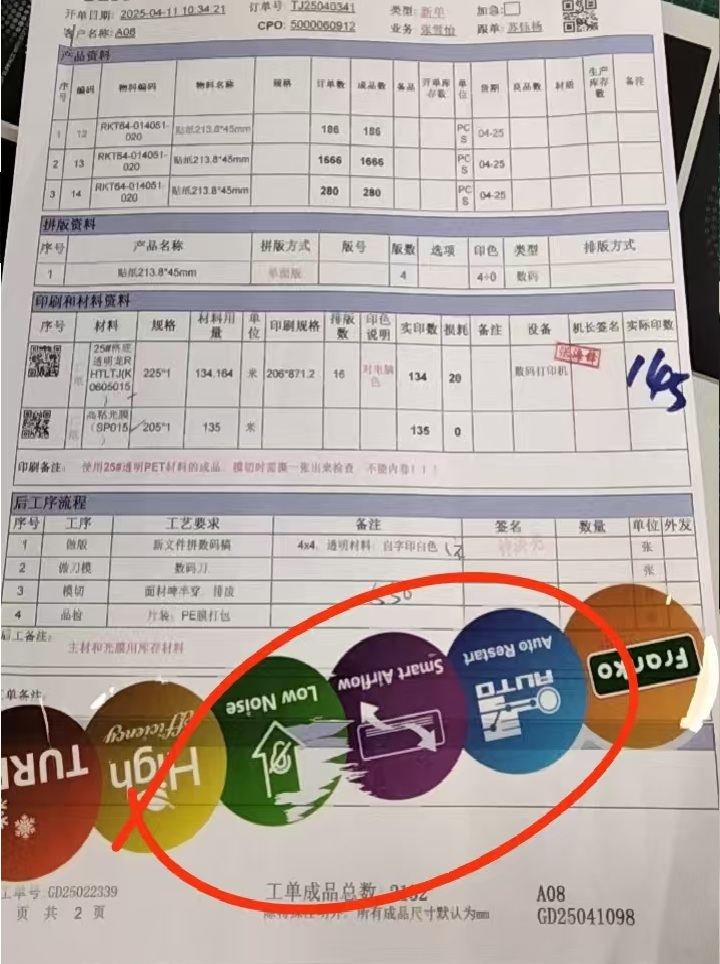 开单日期: 2025-04-11 10:34:21 订单号 TJ25040341 类型: 新单 加急:
客户名称: A08 CPO: 5000060912 业务 跟单
产品资料
序号 编码 物料编码 物料名称 规格 订单数 成品数 备品 开单库存数 单位 货期 良品数 材质 生产库存数 备注
1 12 RKT64-014051-020 贴纸213.8*45mm 186 186 PCS 04-25
2 13 RKT64-014051-020 贴纸213.8*45mm 1666 1666 PCS 04-25
3 14 RKT64-014051-020 贴纸213.8*45mm 280 280 PCS 04-25
拼版资料
序号 产品名称 拼版方式 版号 版数 选项 印色 类型 排版方式
1 贴纸213.8*45mm 单面版 4 4÷0 数码
印刷和材料资料
序号 材料 规格 材料用量 单位 印刷规格 排版数 印色说明 实印数 损耗 备注 设备 机长签名 实际印数
25#格底透明龙RHTLTJ(K0605015) 225*1 134.164 米 206*871.2 16 对电脑色 134 20 数码打印机 145
高粘光膜(SP015) 205*1 135 米 135 0
印刷备注: 使用25#透明PET材料的成品, 模切时需撕一张出来检查, 不能内卷!!!
后工序流程
序号 工序 工艺要求 备注 签名 数量 单位 外发
1 做版 新文件拼数码稿 4x4, 透明材料, 白字印白色 张
2 做刀模 数码刀 张
3 模切 面材啤半穿, 排废 550
4 品检 片装, PE膜打包
后工备注: 主材和光膜用库存材料
单备注:
Franko
Auto Restart
AUTO
Smart Airflow
Low Noise
High
efficiency
TUR
工单号: GD25022339 工单成品总数: 2132 A08
页 共 2 页 所有成品尺寸默认为mm GD25041098